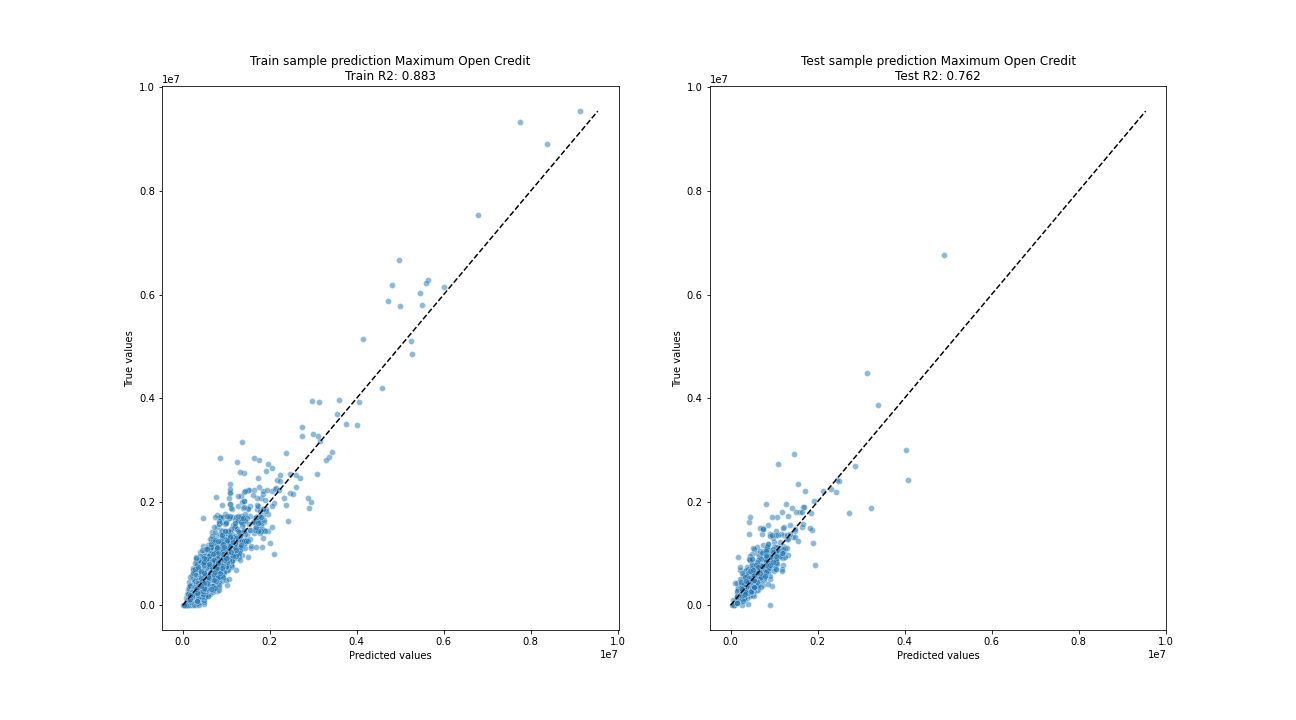 Train sample prediction Maximum Open Credit
Train R2: 0.883
1e7
1.0
0.8
0.6
0.4
0.2
0.0
True values
0.0 0.2 0.4 0.6 0.8 1.0
Predicted values
1e7
Test sample prediction Maximum Open Credit
Test R2: 0.762
1e7
1.0
0.8
0.6
0.4
0.2
0.0
True values
0.0 0.2 0.4 0.6 0.8 1.0
Predicted values
1e7